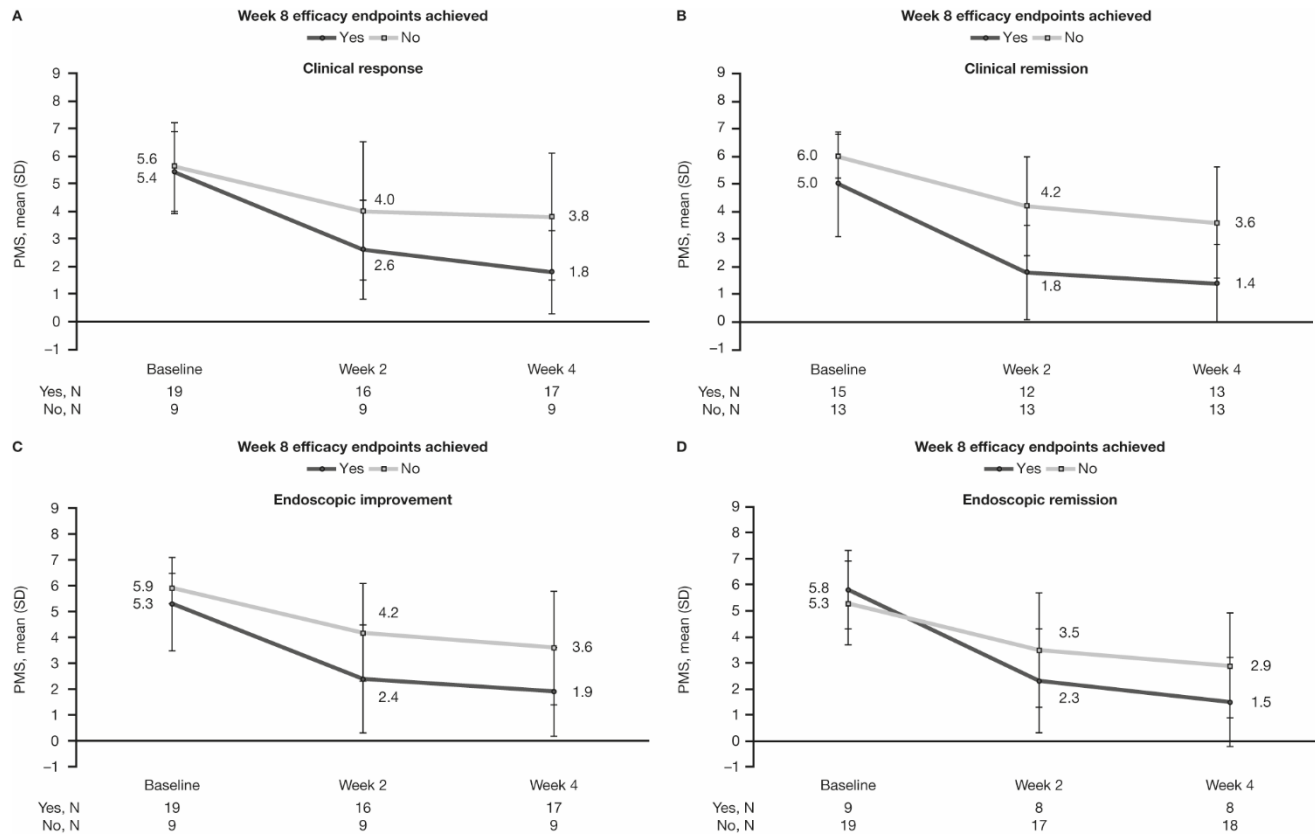 A
Week 8 efficacy endpoints achieved
Yes No
Clinical response
PMS, mean (SD)
9
8
7
6
5
4
3
2
1
0
−1
5.6
5.4
4.0
2.6
3.8
1.8
Baseline Week 2 Week 4
Yes, N 19 16 17
No, N 9 9 9
B
Week 8 efficacy endpoints achieved
Yes No
Clinical remission
PMS, mean (SD)
9
8
7
6
5
4
3
2
1
0
−1
6.0
5.0
4.2
1.8
3.6
1.4
Baseline Week 2 Week 4
Yes, N 15 12 13
No, N 13 13 13
C
Week 8 efficacy endpoints achieved
Yes No
Endoscopic improvement
PMS, mean (SD)
9
8
7
6
5
4
3
2
1
0
−1
5.9
5.3
4.2
2.4
3.6
1.9
Baseline Week 2 Week 4
Yes, N 19 16 17
No, N 9 9 9
D
Week 8 efficacy endpoints achieved
Yes No
Endoscopic remission
PMS, mean (SD)
9
8
7
6
5
4
3
2
1
0
−1
5.8
5.3
3.5
2.3
2.9
1.5
Baseline Week 2 Week 4
Yes, N 9 8 8
No, N 19 17 18